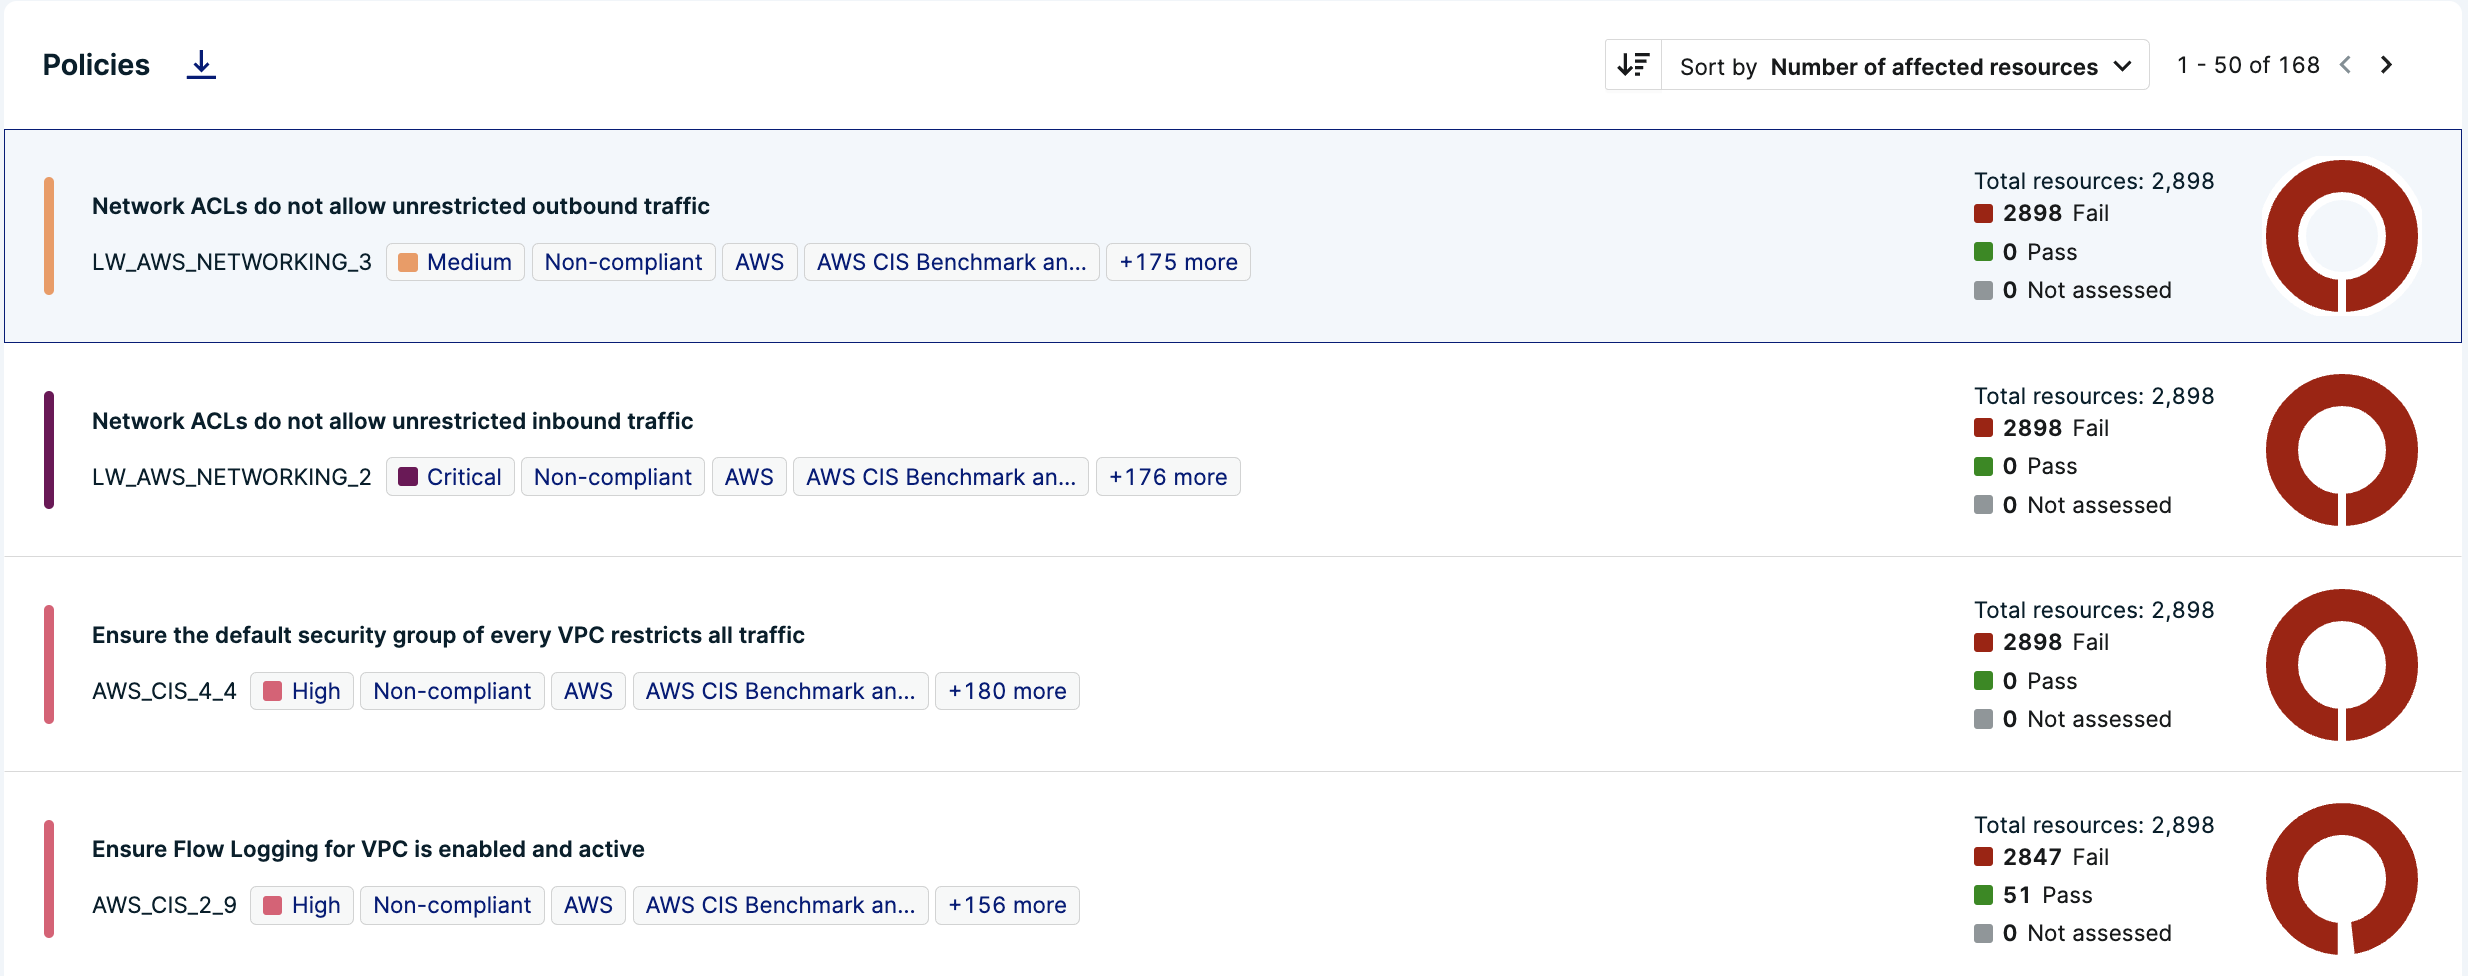 Policies
Sort by Number of affected resources
1 - 50 of 168
Network ACLs do not allow unrestricted outbound traffic
LW_AWS_NETWORKING_3 Medium Non-compliant AWS AWS CIS Benchmark an... +175 more
Total resources: 2,898
2898 Fail
0 Pass
0 Not assessed
Network ACLs do not allow unrestricted inbound traffic
LW_AWS_NETWORKING_2 Critical Non-compliant AWS AWS CIS Benchmark an... +176 more
Total resources: 2,898
2898 Fail
0 Pass
0 Not assessed
Ensure the default security group of every VPC restricts all traffic
AWS_CIS_4_4 High Non-compliant AWS AWS CIS Benchmark an... +180 more
Total resources: 2,898
2898 Fail
0 Pass
0 Not assessed
Ensure Flow Logging for VPC is enabled and active
AWS_CIS_2_9 High Non-compliant AWS AWS CIS Benchmark an... +156 more
Total resources: 2,898
2847 Fail
51 Pass
0 Not assessed